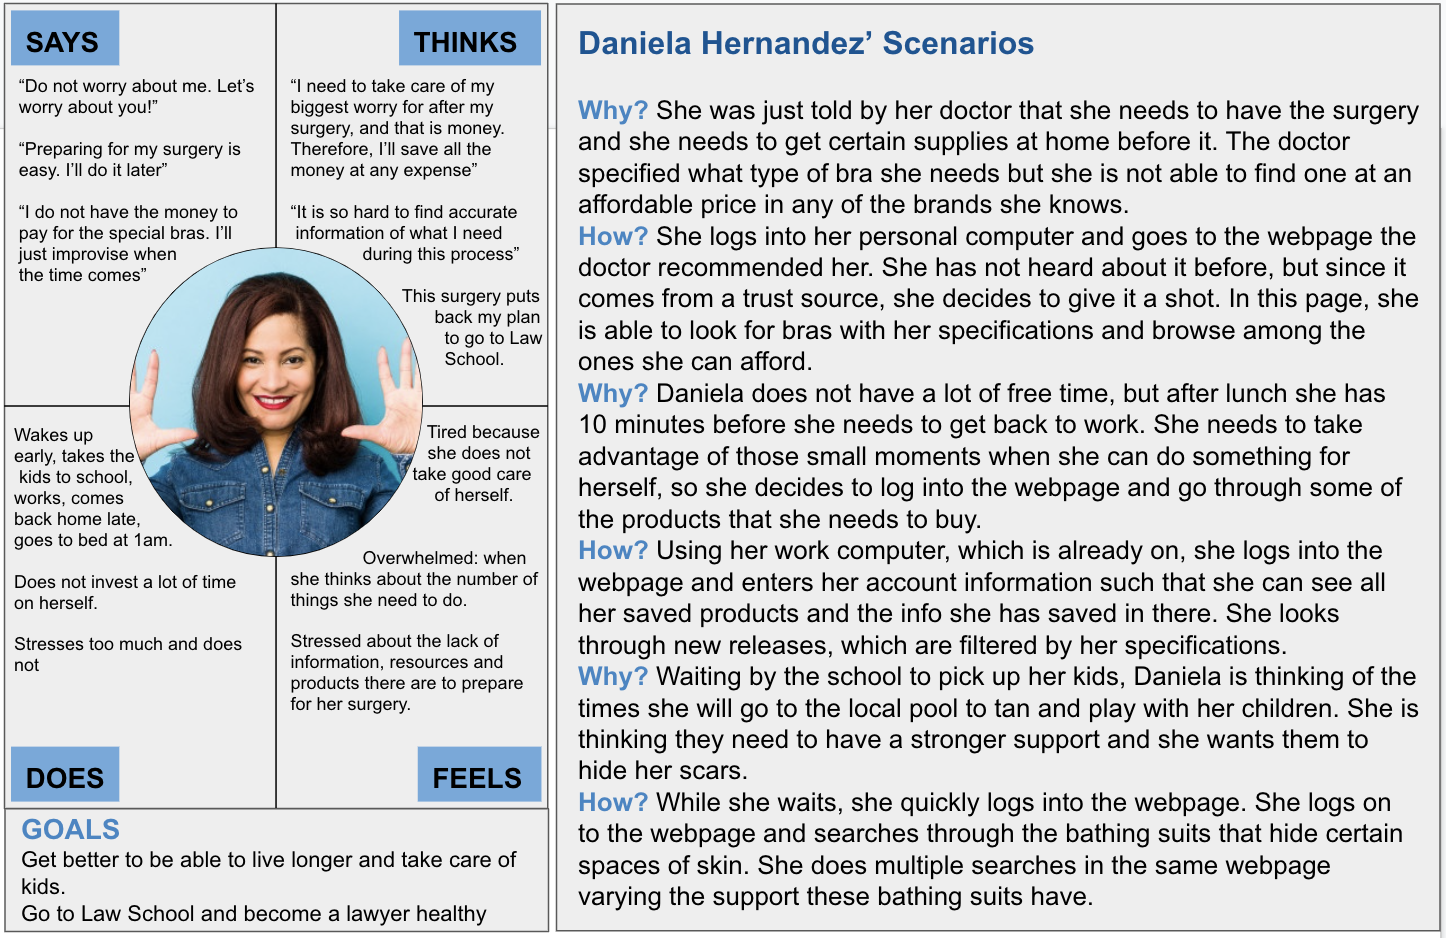 SAYS
“Do not worry about me. Let’s
worry about you!”
“Preparing for my surgery is
easy. I’ll do it later”
“I do not have the money to
pay for the special bras. I’ll
just improvise when
the time comes”
THINKS
“I need to take care of my
biggest worry for after my
surgery, and that is money.
Therefore, I’ll save all the
money at any expense”
“It is so hard to find accurate
information of what I need
during this process”
This surgery puts
back my plan
to go to Law
School.
Wakes up
early, takes the
kids to school,
works, comes
back home late,
goes to bed at 1am.
Does not invest a lot of time
on herself.
Stresses too much and does
not
DOES
Tired because
she does not
take good care
of herself.
Overwhelmed: when
she thinks about the number of
things she need to do.
Stressed about the lack of
information, resources and
products there are to prepare
for her surgery.
FEELS
GOALS
Get better to be able to live longer and take care of
kids.
Go to Law School and become a lawyer healthy
Daniela Hernandez’ Scenarios
Why? She was just told by her doctor that she needs to have the surgery
and she needs to get certain supplies at home before it. The doctor
specified what type of bra she needs but she is not able to find one at an
affordable price in any of the brands she knows.
How? She logs into her personal computer and goes to the webpage the
doctor recommended her. She has not heard about it before, but since it
comes from a trust source, she decides to give it a shot. In this page, she
is able to look for bras with her specifications and browse among the
ones she can afford.
Why? Daniela does not have a lot of free time, but after lunch she has
10 minutes before she needs to get back to work. She needs to take
advantage of those small moments when she can do something for
herself, so she decides to log into the webpage and go through some of
the products that she needs to buy.
How? Using her work computer, which is already on, she logs into the
webpage and enters her account information such that she can see all
her saved products and the info she has saved in there. She looks
through new releases, which are filtered by her specifications.
Why? Waiting by the school to pick up her kids, Daniela is thinking of the
times she will go to the local pool to tan and play with her children. She is
thinking they need to have a stronger support and she wants them to
hide her scars.
How? While she waits, she quickly logs into the webpage. She logs on
to the webpage and searches through the bathing suits that hide certain
spaces of skin. She does multiple searches in the same webpage
varying the support these bathing suits have.